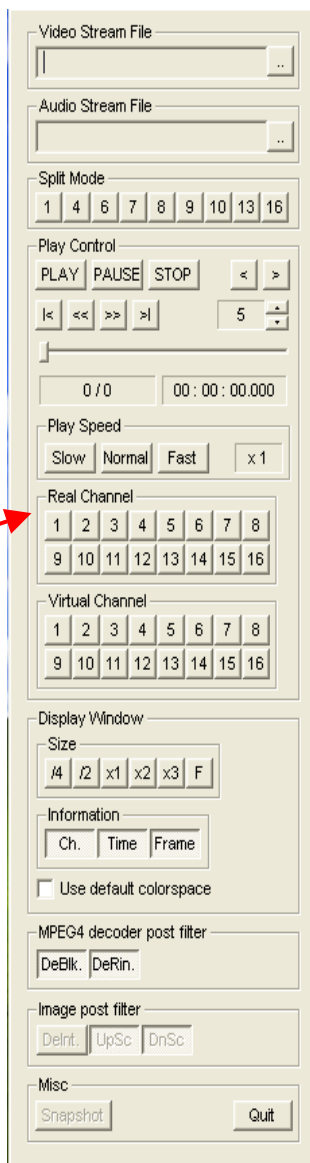 Video Stream File
..
Audio Stream File
..
Split Mode
1 4 6 7 8 9 10 13 16
Play Control
PLAY PAUSE STOP < >
|< << >> >| 5
0 / 0 00 : 00 : 00.000
Play Speed
Slow Normal Fast x 1
Real Channel
1 2 3 4 5 6 7 8
9 10 11 12 13 14 15 16
Virtual Channel
1 2 3 4 5 6 7 8
9 10 11 12 13 14 15 16
Display Window
Size
/4 /2 x1 x2 x3 F
Information
Ch. Time Frame
Use default colorspace
MPEG4 decoder post filter
DeBlk. DeRin.
Image post filter
DeInt. UpSc DnSc
Misc
Snapshot Quit